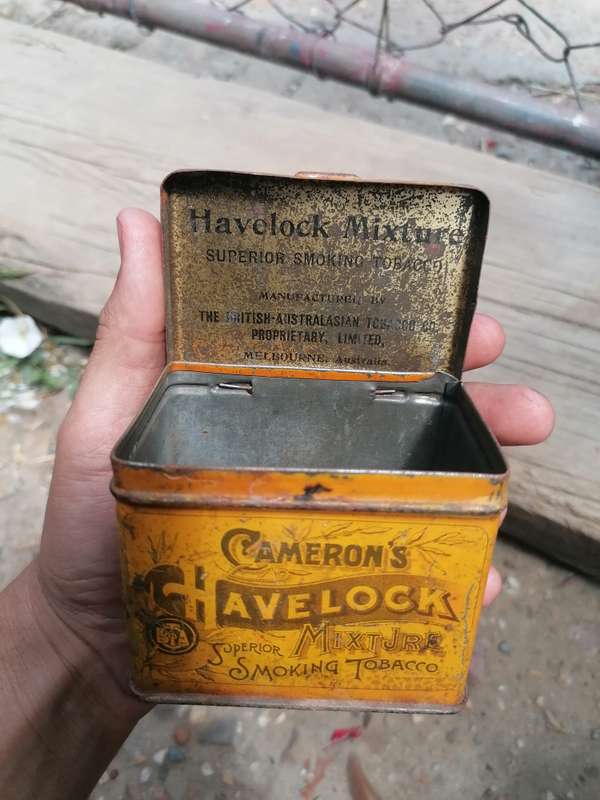 Havelock Mixture
SUPERIOR SMOKING TOBACCO
MANUFACTURED BY
THE BRITISH-AUSTRALASIAN TOBACCO CO.
PROPRIETARY, LIMITED,
MELBOURNE, Australia.
CAMERON'S
HAVELOCK
MIXTURE
SUPERIOR
SMOKING TOBACCO